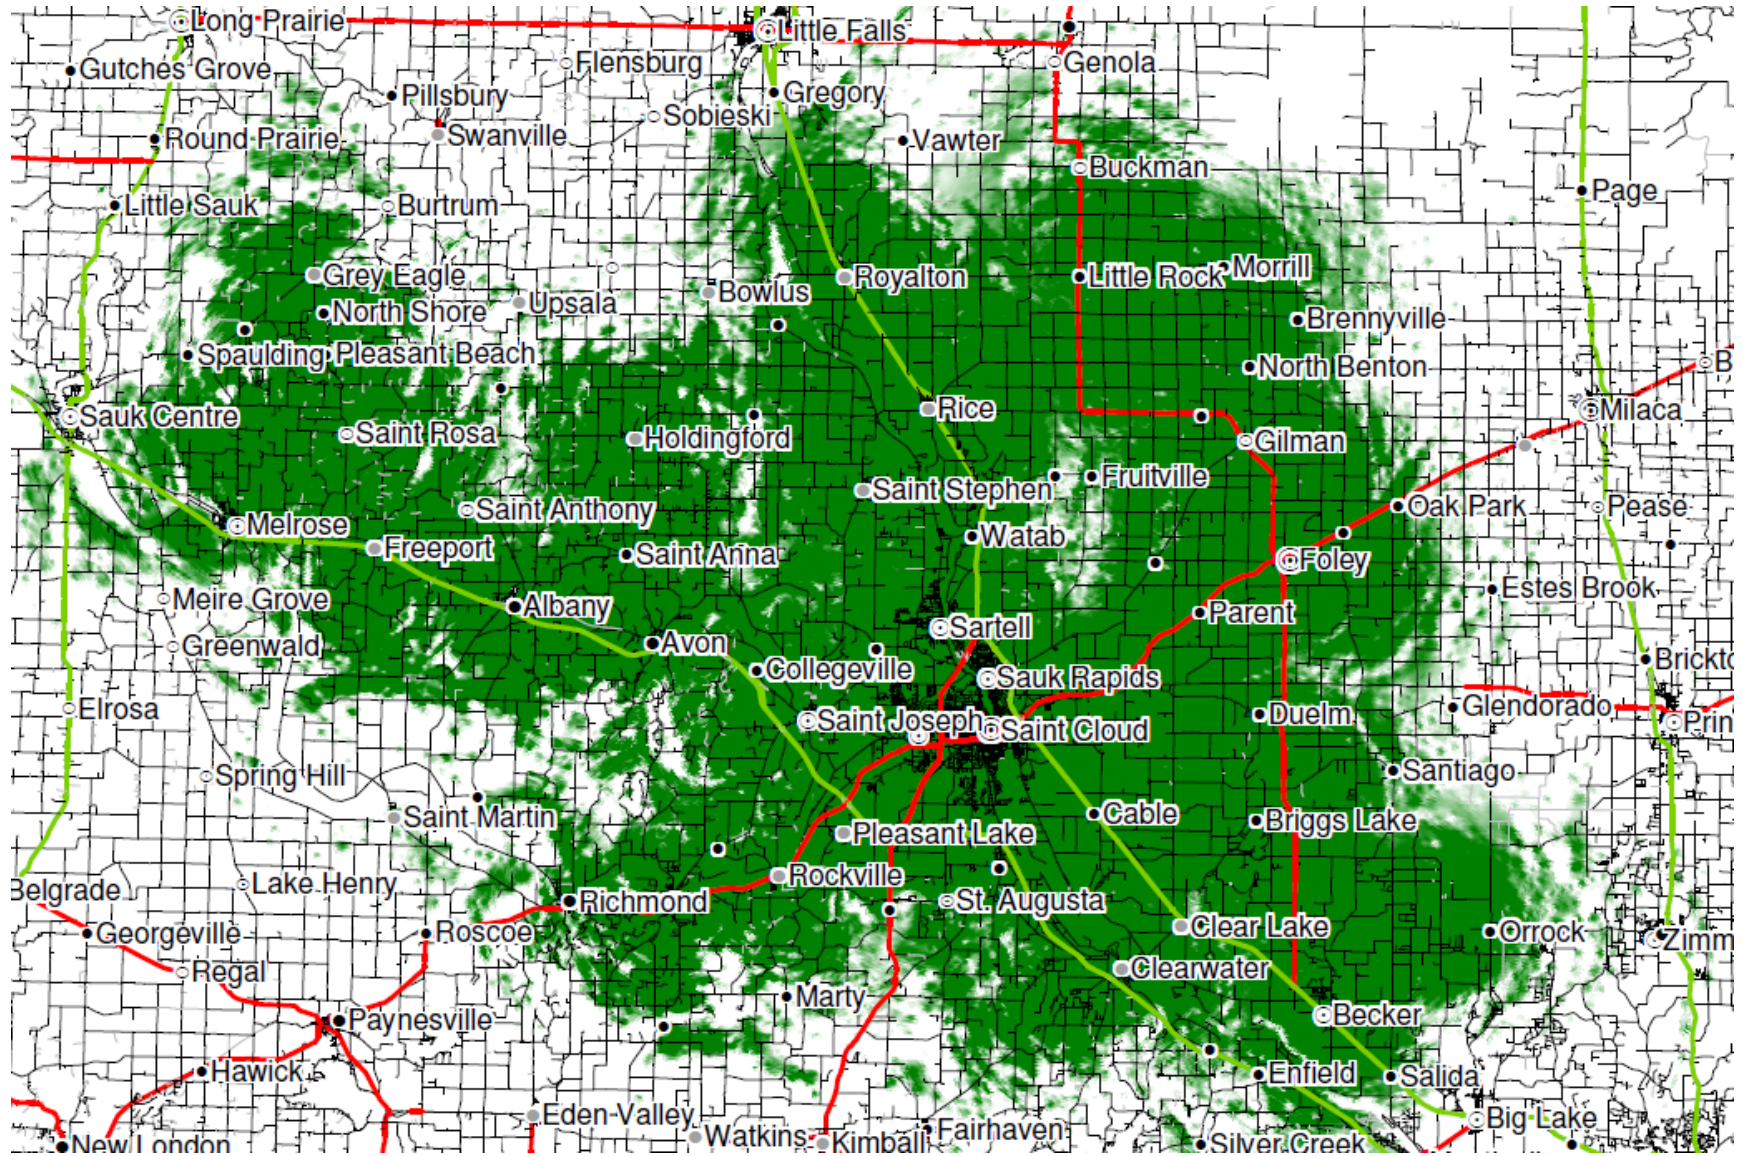 Long Prairie
Little Falls
Gutches Grove
Flensburg
Genola
Pillsbury
Gregory
Sobieski
Round Prairie
Swanville
Vawter
Buckman
Page
Little Sauk
Burtrum
Grey Eagle
Royalton
Little Rock
Morrill
Upsala
Bowlus
North Shore
Brennyville
Spaulding
Pleasant Beach
North Benton
B
Sauk Centre
Rice
Milaca
Saint Rosa
Holdingford
Gilman
Fruitville
Saint Stephen
Saint Anthony
Oak Park
Pease
Melrose
Watab
Freeport
Saint Anna
Foley
Estes Brook
Meire Grove
Albany
Parent
Sartell
Greenwald
Avon
Collegeville
Brickto
Sauk Rapids
Elrosa
Glendorado
Saint Joseph
Duelm
Prin
Saint Cloud
Spring Hill
Santiago
Saint Martin
Cable
Briggs Lake
Pleasant Lake
Belgrade
Lake Henry
Rockville
Richmond
St. Augusta
Georgeville
Roscoe
Clear Lake
Orrock
Zimm
Regal
Clearwater
Marty
Paynesville
Becker
Hawick
Enfield
Salida
Eden Valley
Big Lake
Watkins
Kimball
Fairhaven
Silver Creek
New London